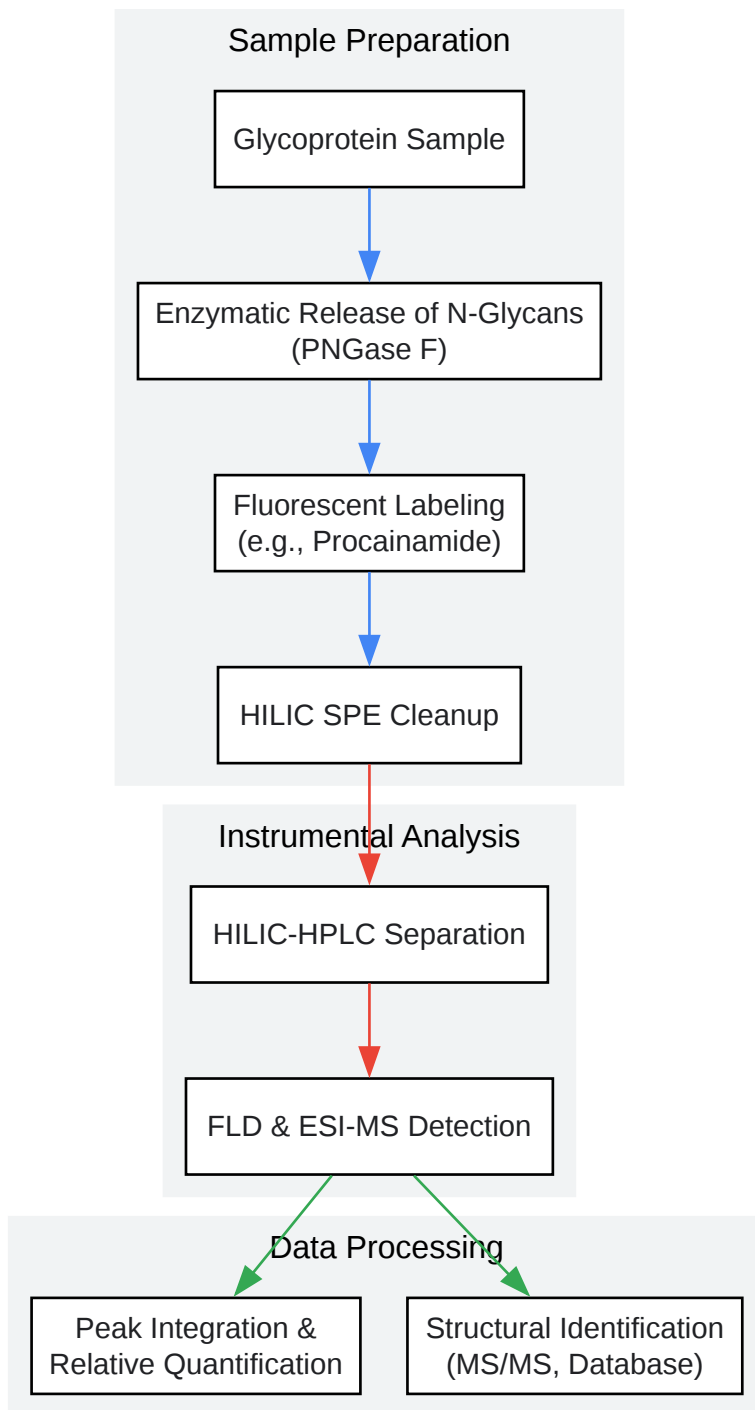 Sample Preparation
Glycoprotein Sample
Enzymatic Release of N-Glycans
(PNGase F)
Fluorescent Labeling
(e.g., Procainamide)
HILIC SPE Cleanup
Instrumental Analysis
HILIC-HPLC Separation
FLD & ESI-MS Detection
Data Processing
Peak Integration &
Relative Quantification
Structural Identification
(MS/MS, Database)